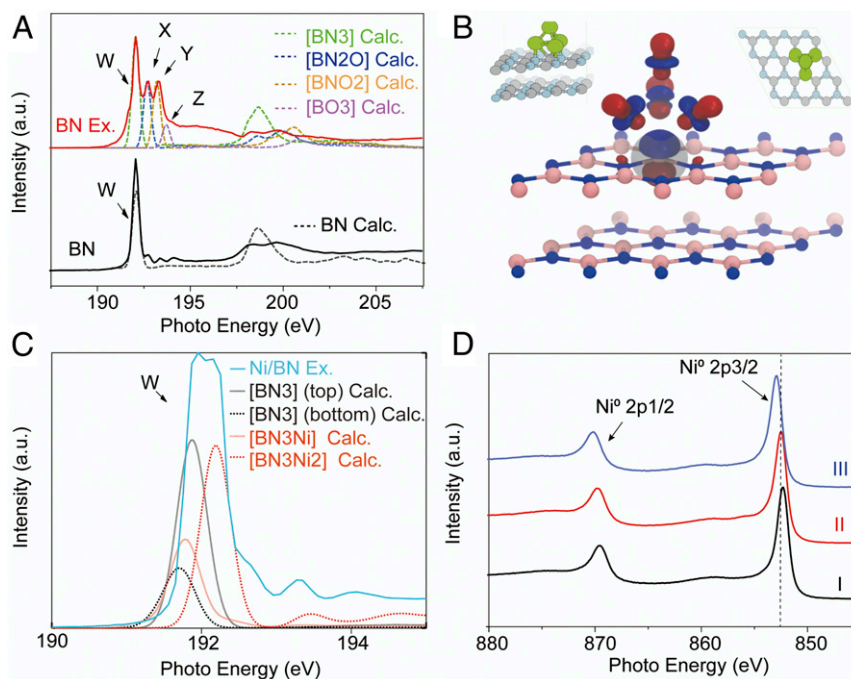 A
W
X
Y
Z
[BN3] Calc.
[BN2O] Calc.
[BNO2] Calc.
[BO3] Calc.
BN Ex.
W
BN Calc.
BN
Intensity (a.u.)
190 195 200 205
Photo Energy (eV)
B
C
W
Ni/BN Ex.
[BN3] (top) Calc.
[BN3] (bottom) Calc.
[BN3Ni] Calc.
[BN3Ni2] Calc.
Intensity (a.u.)
190 192 194
Photo Energy (eV)
D
Ni⁰ 2p3/2
Ni⁰ 2p1/2
III
II
I
Intensity (a.u.)
880 870 860 850
Photo Energy (eV)